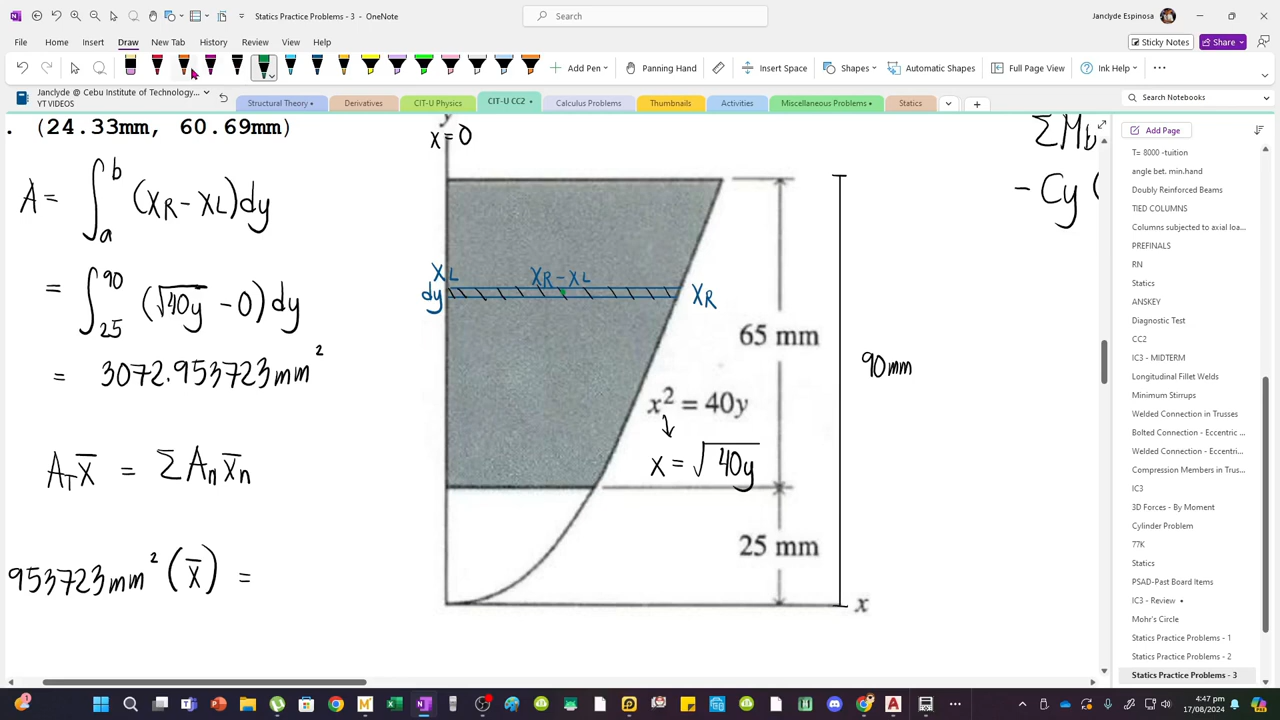 Statics Practice Problems - 3 - OneNote
Search
Janclyde Espinosa
File Home Insert Draw New Tab History Review View Help
Sticky Notes
Share
Add Pen
Panning Hand
Insert Space
Shapes
Automatic Shapes
Full Page View
Ink Help
Janclyde @ Cebu Institute of Technology...
YT VIDEOS
Structural Theory
Derivatives
CIT-U Physics
CIT-U CC2
Calculus Problems
Thumbnails
Activities
Miscellaneous Problems
Statics
Search Notebooks
. (24.33mm, 60.69mm)
A = ∫ₐᵇ (XR - XL) dy
= ∫₂₅⁹⁰ (√40y - 0) dy
= 3072.953723mm²
AT x̄ = ΣAn x̄n
953723mm² (x̄) =
y
x=0
XL
XR-XL
dy
XR
65 mm
90mm
x² = 40y
x = √40y
25 mm
x
ΣMb
- Cy (
Add Page
T= 8000 -tuition
angle bet. min.hand
Doubly Reinforced Beams
TIED COLUMNS
Columns subjected to axial loa...
PREFINALS
RN
Statics
ANSKEY
Diagnostic Test
CC2
IC3 - MIDTERM
Longitudinal Fillet Welds
Minimum Stirrups
Welded Connection in Trusses
Bolted Connection - Eccentric ...
Welded Connection - Eccentri...
Compression Members in Trus...
IC3
3D Forces - By Moment
Cylinder Problem
77K
Statics
PSAD-Past Board Items
IC3 - Review
Mohr's Circle
Statics Practice Problems - 1
Statics Practice Problems - 2
Statics Practice Problems - 3
4:47 pm
17/08/2024